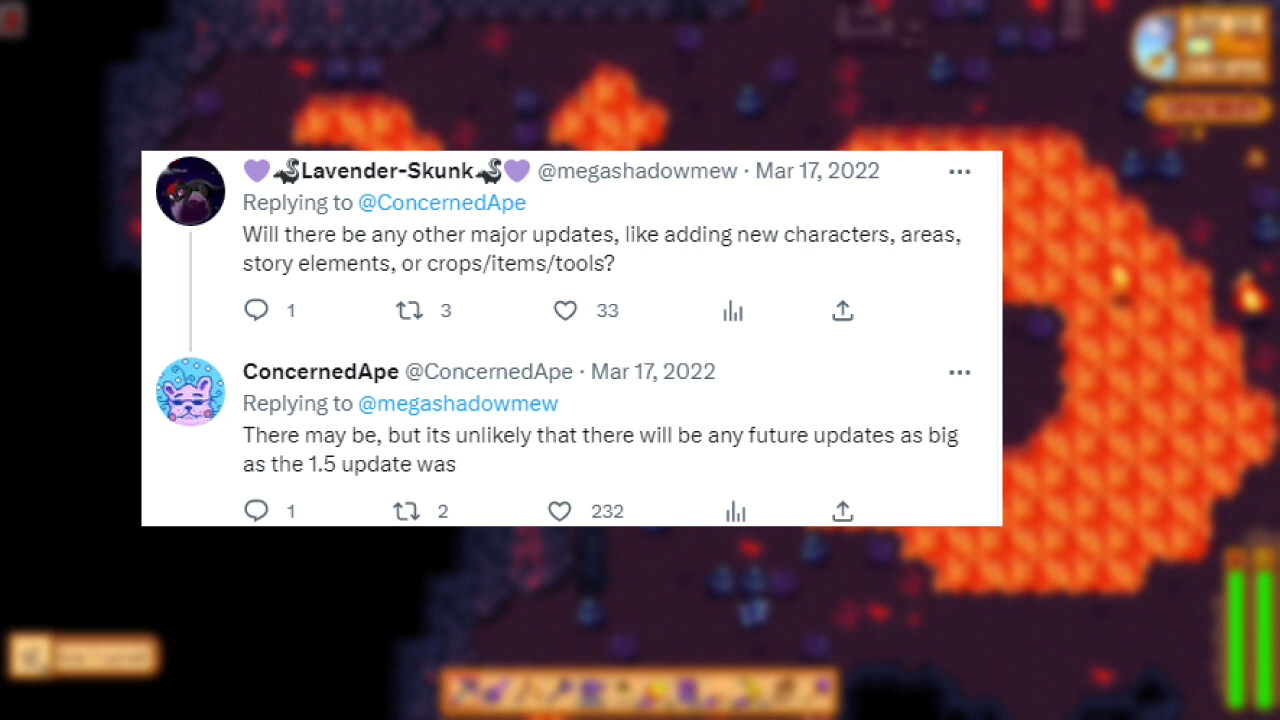 💜🦨Lavender-Skunk🦨💜 @megashadowmew · Mar 17, 2022
Replying to @ConcernedApe
Will there be any other major updates, like adding new characters, areas,
story elements, or crops/items/tools?
1 3 33
ConcernedApe @ConcernedApe · Mar 17, 2022
Replying to @megashadowmew
There may be, but its unlikely that there will be any future updates as big
as the 1.5 update was
1 2 232